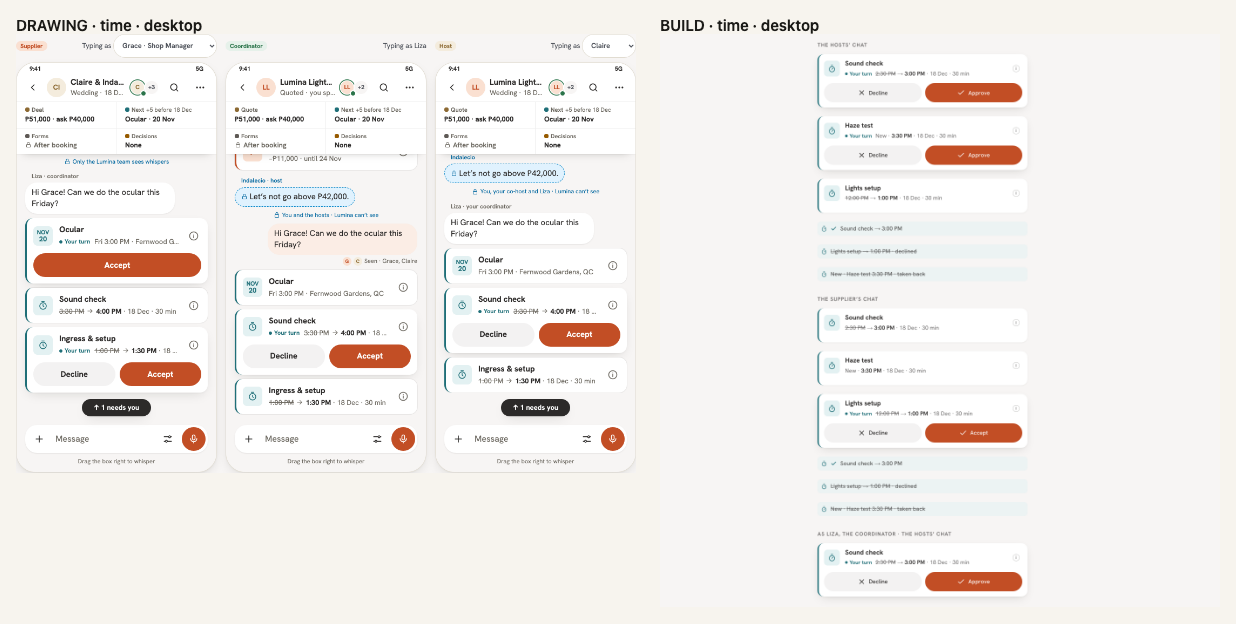 DRAWING · time · desktop
Supplier
Typing as
Grace · Shop Manager
9:41
5G
CI
Claire & Inda...
Wedding · 18 D...
C
+3
Deal
₱51,000 · ask ₱40,000
Next +5 before 18 Dec
Ocular · 20 Nov
Forms
After booking
Decisions
None
Only the Lumina team sees whispers
Liza · coordinator
Hi Grace! Can we do the ocular this
Friday?
NOV
20
Ocular
Your turn Fri 3:00 PM · Fernwood G...
Accept
Sound check
3:30 PM → 4:00 PM · 18 Dec · 30 min
Ingress & setup
Your turn 1:00 PM → 1:30 PM · 18 ...
Decline
Accept
↑ 1 needs you
Message
Drag the box right to whisper
Coordinator
Typing as Liza
9:41
5G
LL
Lumina Light...
Quoted · you sp...
LL
+2
Quote
₱51,000 · ask ₱40,000
Next +5 before 18 Dec
Ocular · 20 Nov
Forms
After booking
Decisions
None
−₱11,000 · until 24 Nov
Indalecio · host
Let's not go above ₱42,000.
You and the hosts · Lumina can't see
Hi Grace! Can we do the ocular this
Friday?
G C Seen · Grace, Claire
NOV
20
Ocular
Fri 3:00 PM · Fernwood Gardens, QC
Sound check
Your turn 3:30 PM → 4:00 PM · 18 ...
Decline
Accept
Ingress & setup
1:00 PM → 1:30 PM · 18 Dec · 30 min
Message
Drag the box right to whisper
Host
Typing as
Claire
9:41
5G
LL
Lumina Light...
Wedding · 18 D...
LL
+2
Quote
₱51,000 · ask ₱40,000
Next +5 before 18 Dec
Ocular · 20 Nov
Forms
After booking
Decisions
None
Indalecio
Let's not go above ₱42,000.
You, your co-host and Liza · Lumina can't see
Liza · your coordinator
Hi Grace! Can we do the ocular this
Friday?
NOV
20
Ocular
Fri 3:00 PM · Fernwood Gardens, QC
Sound check
Your turn 3:30 PM → 4:00 PM · 18 ...
Decline
Accept
Ingress & setup
1:00 PM → 1:30 PM · 18 Dec · 30 min
↑ 1 needs you
Message
Drag the box right to whisper
BUILD · time · desktop
THE HOSTS' CHAT
Sound check
Your turn 2:30 PM → 3:00 PM · 18 Dec · 30 min
Decline
Approve
Haze test
Your turn New · 3:30 PM · 18 Dec · 30 min
Decline
Approve
Lights setup
12:00 PM → 1:00 PM · 18 Dec · 30 min
Sound check → 3:00 PM
Lights setup → 1:00 PM · declined
New · Haze test 3:30 PM · taken back
THE SUPPLIER'S CHAT
Sound check
2:30 PM → 3:00 PM · 18 Dec · 30 min
Haze test
New · 3:30 PM · 18 Dec · 30 min
Lights setup
Your turn 12:00 PM → 1:00 PM · 18 Dec · 30 min
Decline
Accept
Sound check → 3:00 PM
Lights setup → 1:00 PM · declined
New · Haze test 3:30 PM · taken back
AS LIZA, THE COORDINATOR · THE HOSTS' CHAT
Sound check
Your turn 2:30 PM → 3:00 PM · 18 Dec · 30 min
Decline
Approve